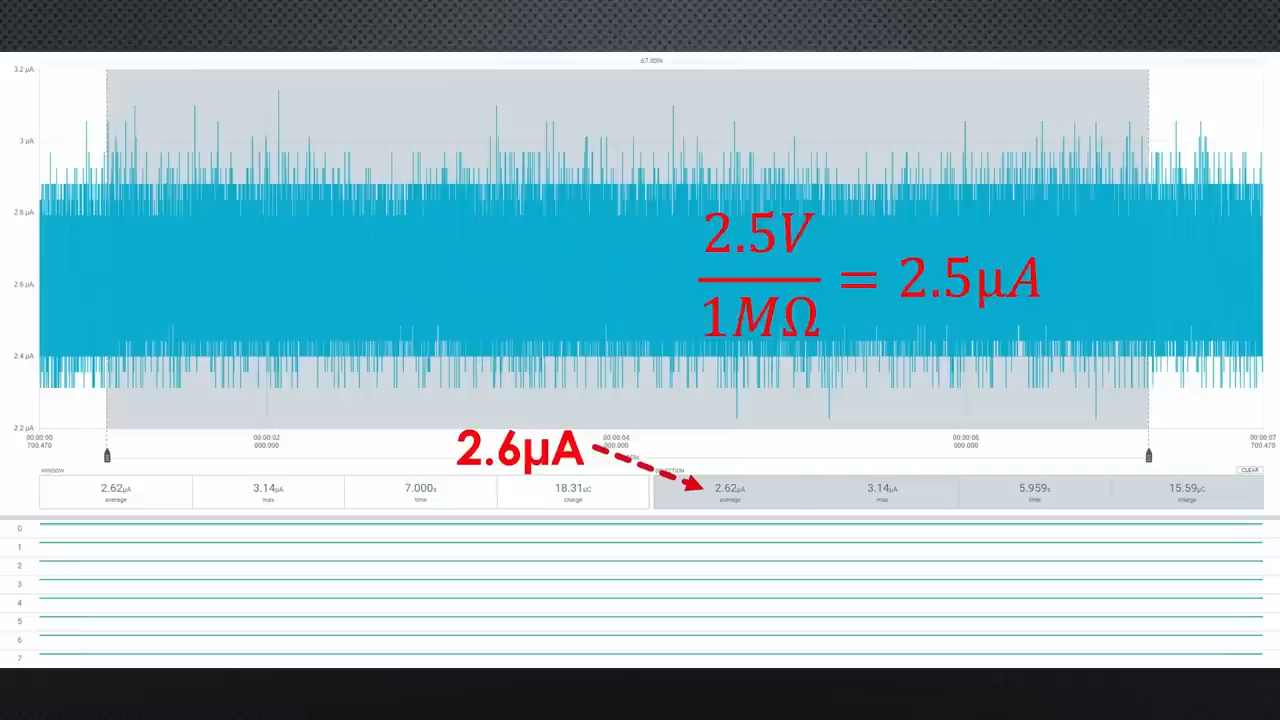 67.000%
3.2 µA
3 µA
2.8 µA
2.6 µA
2.4 µA
2.2 µA
2.5V
1MΩ
= 2.5µA
00:00:00
700.470
00:00:02
000.000
00:00:04
000.000
00:00:05
000.000
00:00:07
700.470
2.6µA
WINDOW
CLEAR
2.62µA
average
3.14µA
max
7.000s
time
18.31µC
charge
2.62µA
average
3.14µA
max
5.959s
time
15.59µC
charge
0
1
2
3
4
5
6
7